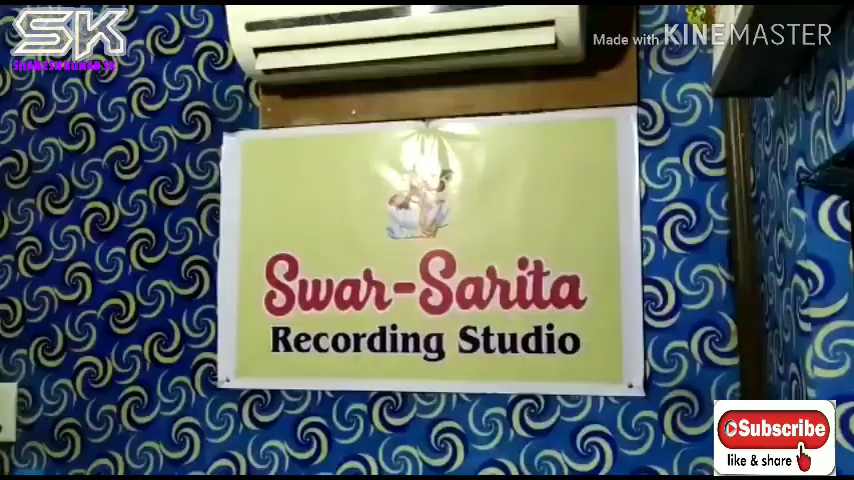 SK
Made with KINEMASTER
Swar-Sarita
Recording Studio
Subscribe
like & share